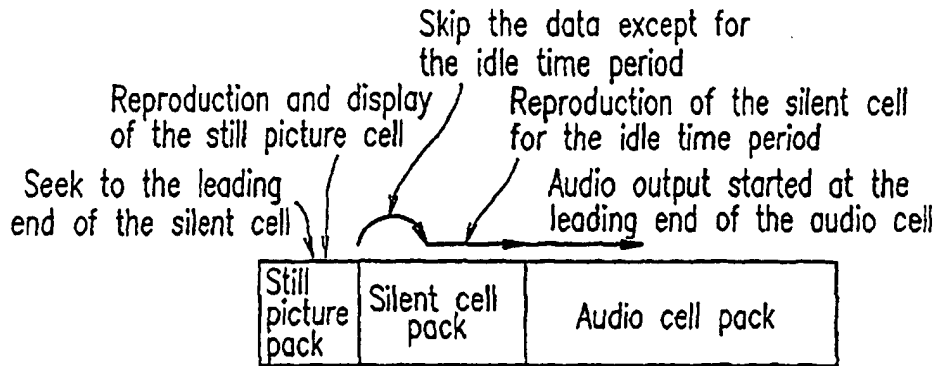 Skip the data except for
the idle time period
Reproduction and display
of the still picture cell
Reproduction of the silent cell
for the idle time period
Seek to the leading
end of the silent cell
Audio output started at the
leading end of the audio cell
Still
picture
pack
Silent cell
pack
Audio cell pack